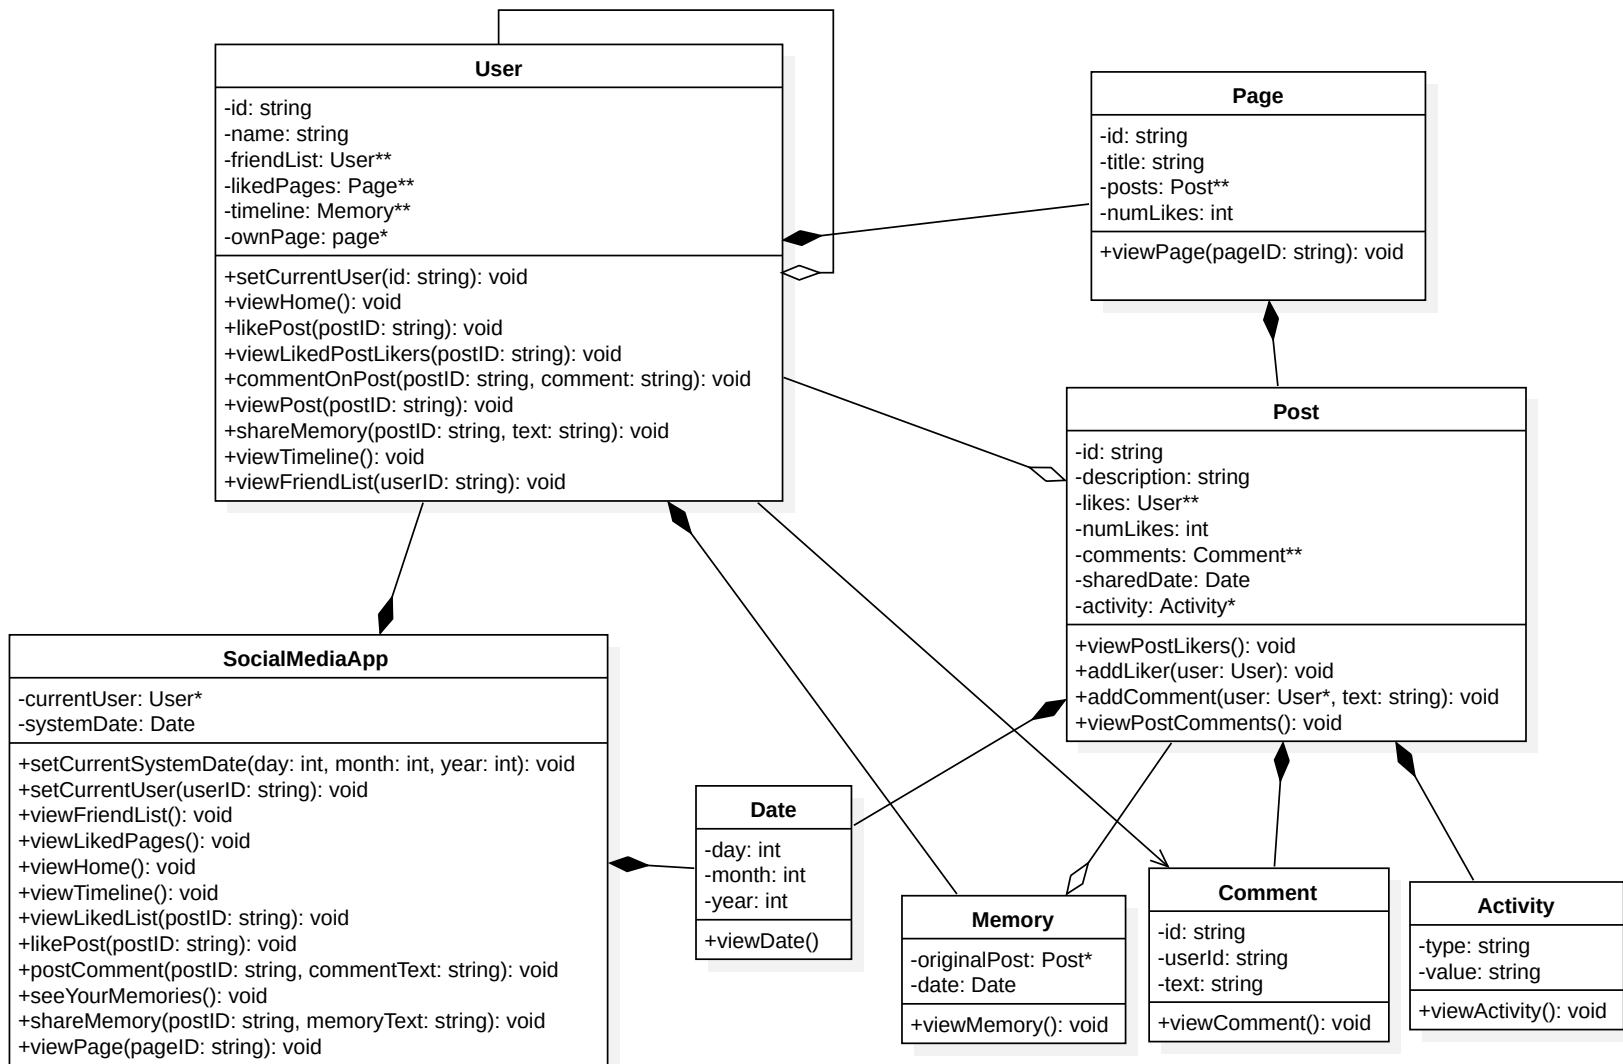 User
-id: string
-name: string
-friendList: User**
-likedPages: Page**
-timeline: Memory**
-ownPage: page*
+setCurrentUser(id: string): void
+viewHome(): void
+likePost(postID: string): void
+viewLikedPostLikers(postID: string): void
+commentOnPost(postID: string, comment: string): void
+viewPost(postID: string): void
+shareMemory(postID: string, text: string): void
+viewTimeline(): void
+viewFriendList(userID: string): void
Page
-id: string
-title: string
-posts: Post**
-numLikes: int
+viewPage(pageID: string): void
Post
-id: string
-description: string
-likes: User**
-numLikes: int
-comments: Comment**
-sharedDate: Date
-activity: Activity*
+viewPostLikers(): void
+addLiker(user: User): void
+addComment(user: User*, text: string): void
+viewPostComments(): void
SocialMediaApp
-currentUser: User*
-systemDate: Date
+setCurrentSystemDate(day: int, month: int, year: int): void
+setCurrentUser(userID: string): void
+viewFriendList(): void
+viewLikedPages(): void
+viewHome(): void
+viewTimeline(): void
+viewLikedList(postID: string): void
+likePost(postID: string): void
+postComment(postID: string, commentText: string): void
+seeYourMemories(): void
+shareMemory(postID: string, memoryText: string): void
+viewPage(pageID: string): void
Date
-day: int
-month: int
-year: int
+viewDate()
Memory
-originalPost: Post*
-date: Date
+viewMemory(): void
Comment
-id: string
-userId: string
-text: string
+viewComment(): void
Activity
-type: string
-value: string
+viewActivity(): void